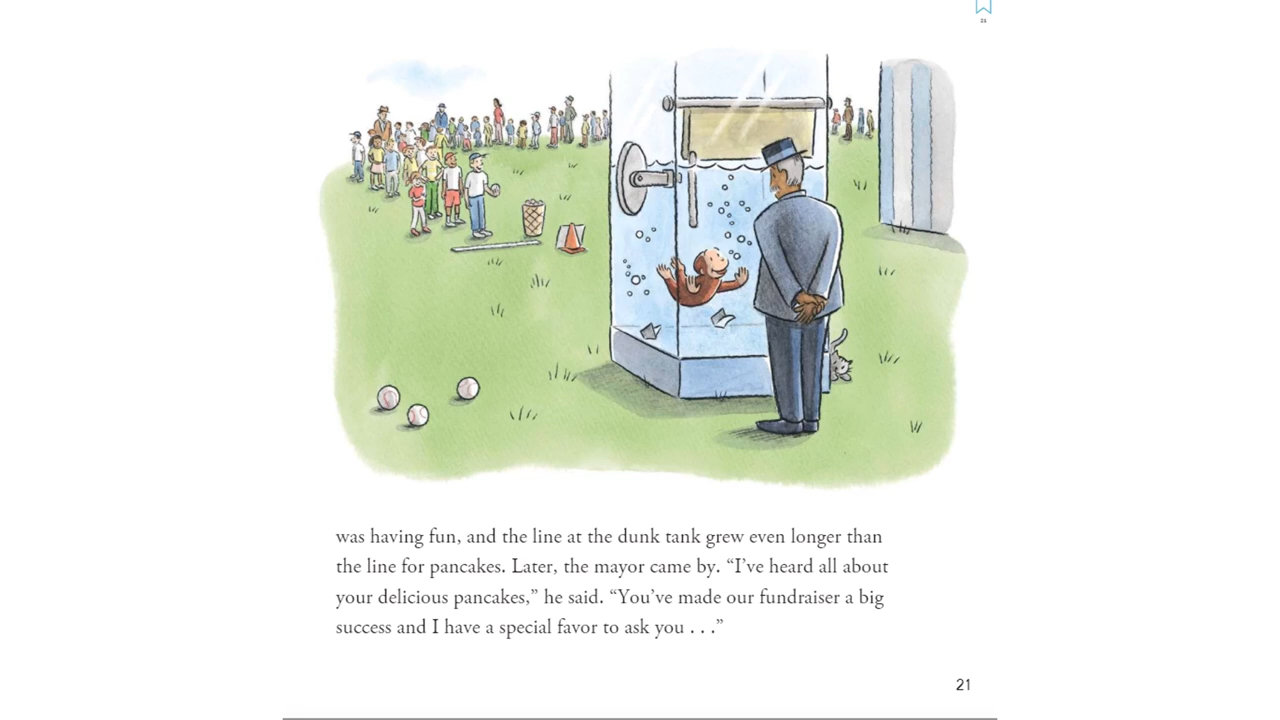 21
was having fun, and the line at the dunk tank grew even longer than
the line for pancakes. Later, the mayor came by. “I’ve heard all about
your delicious pancakes,” he said. “You’ve made our fundraiser a big
success and I have a special favor to ask you . . .”
21